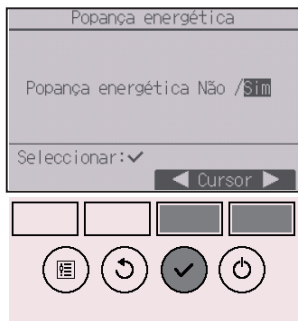 Popança energética
Popança energética Não /Sim
Seleccionar:✔
◀ Cursor ▶